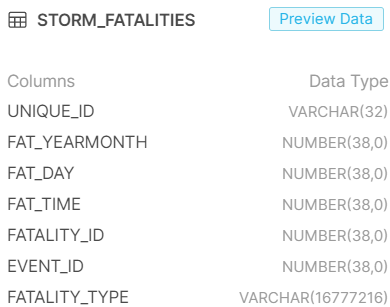 STORM_FATALITIES Preview Data
Columns Data Type
UNIQUE_ID VARCHAR(32)
FAT_YEARMONTH NUMBER(38,0)
FAT_DAY NUMBER(38,0)
FAT_TIME NUMBER(38,0)
FATALITY_ID NUMBER(38,0)
EVENT_ID NUMBER(38,0)
FATALITY_TYPE VARCHAR(16777216)